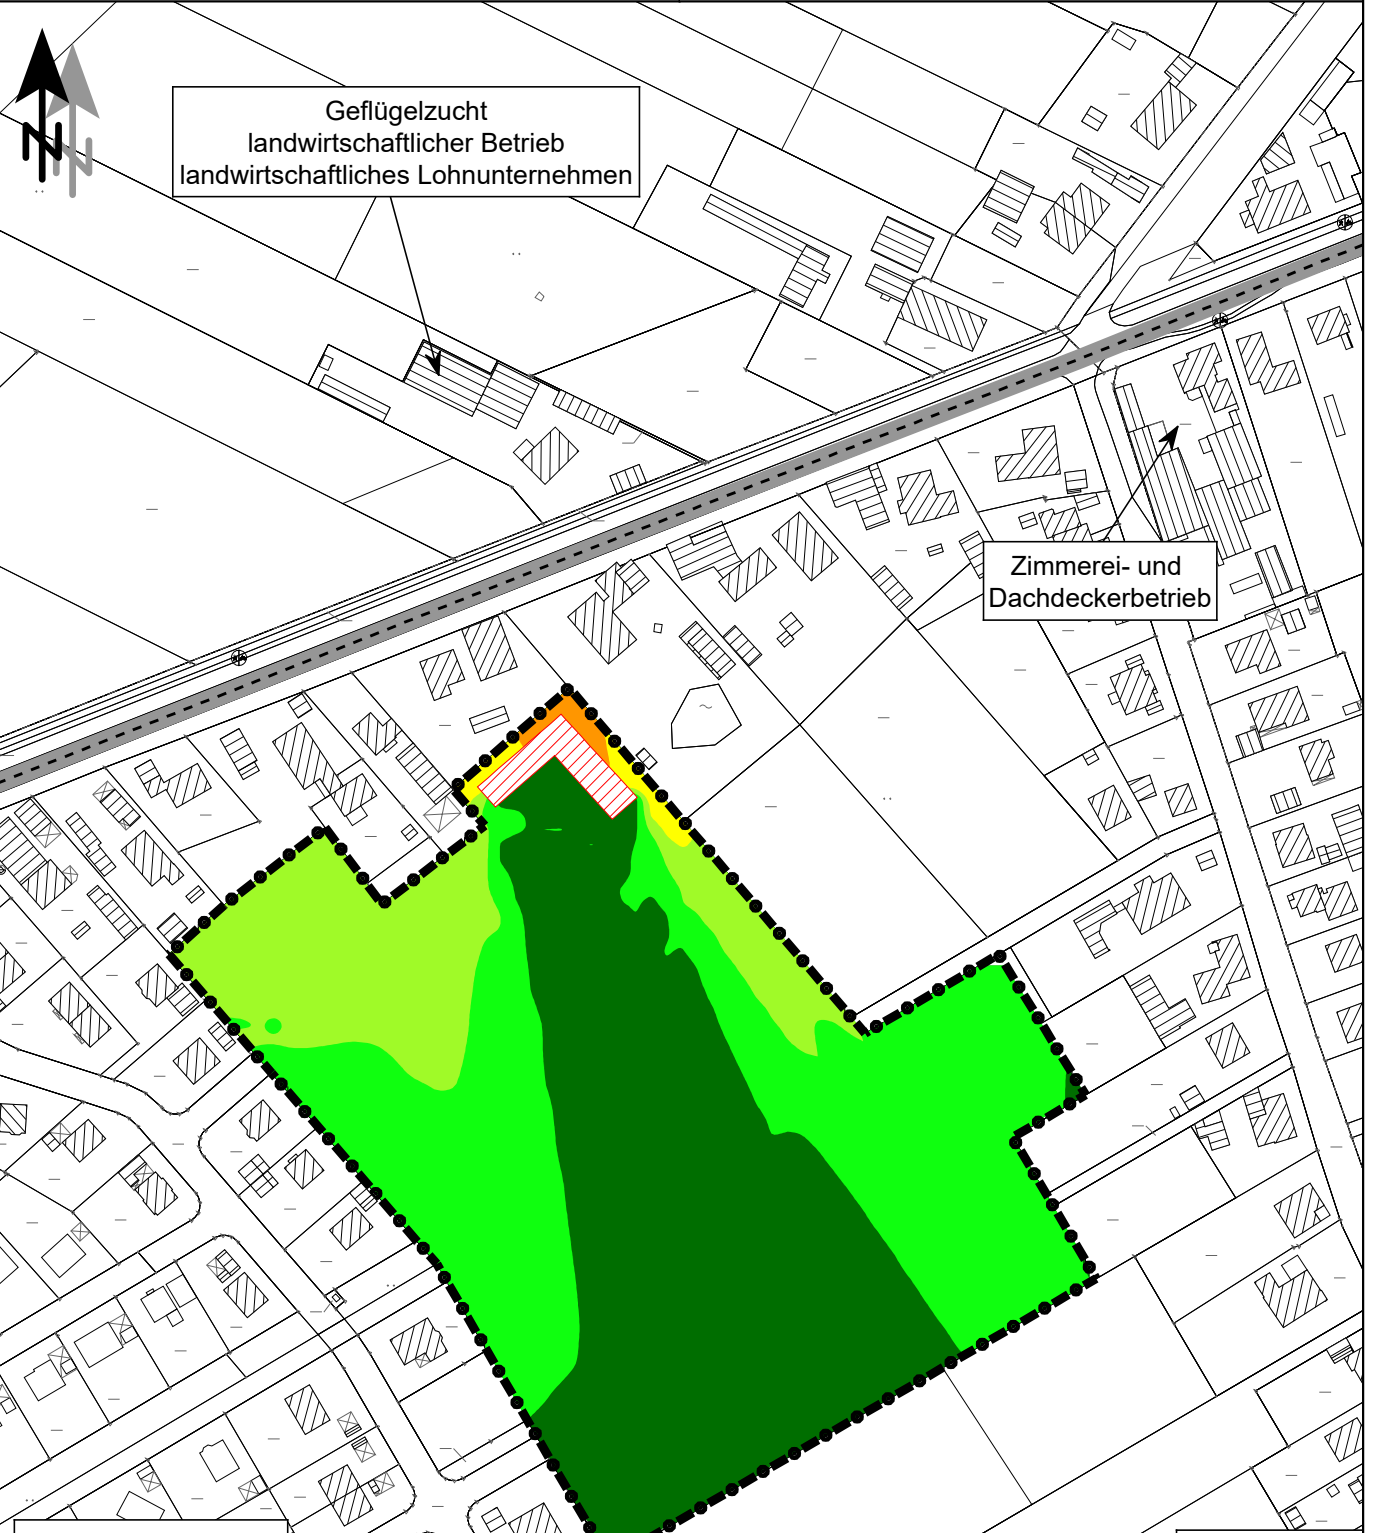 N
Geflügelzucht
landwirtschaftlicher Betrieb
landwirtschaftliches Lohnunternehmen
Zimmerei- und
Dachdeckerbetrieb